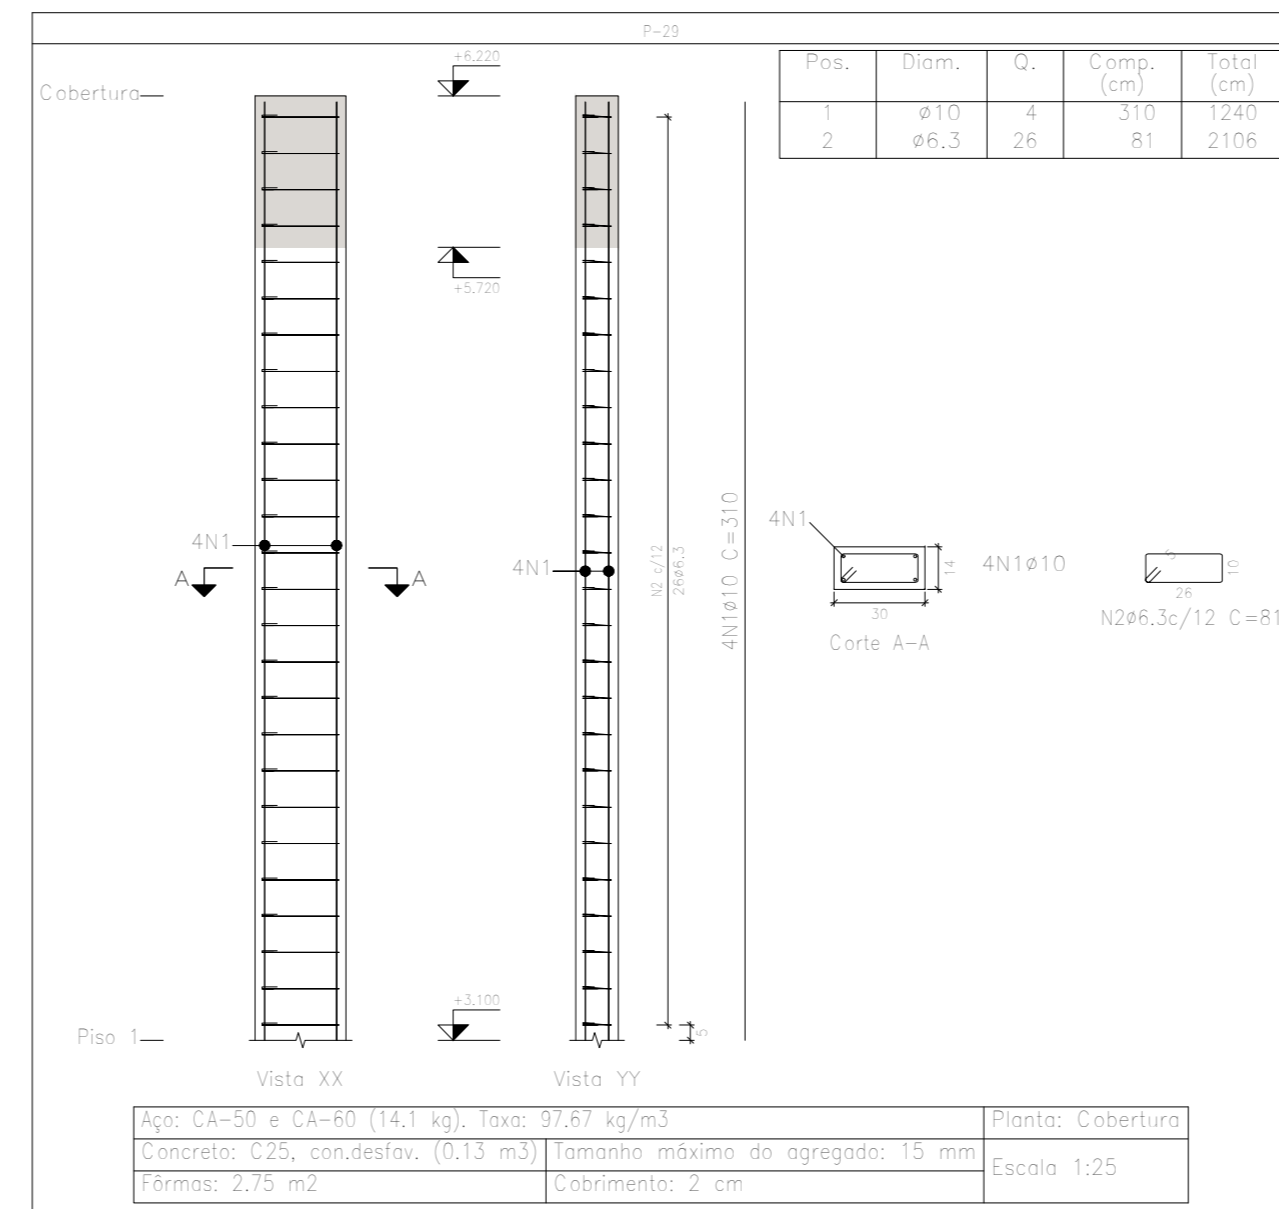 P-29
Pos. Diam. Q. Comp. (cm) Total (cm)
1 ø10 4 310 1240
2 ø6.3 26 81 2106
Cobertura
+6.220
+5.720
4N1
A A
4N1
N2 c/12
26ø6.3
4N1ø10 C=310
4N1
14
30
Corte A-A
4N1ø10
5
10
26
N2ø6.3c/12 C=81
+3.100
5
Piso 1
Vista XX
Vista YY
Aço: CA-50 e CA-60 (14.1 kg). Taxa: 97.67 kg/m3
Planta: Cobertura
Concreto: C25, con.desfav. (0.13 m3)
Tamanho máximo do agregado: 15 mm
Escala 1:25
Fôrmas: 2.75 m2
Cobrimento: 2 cm